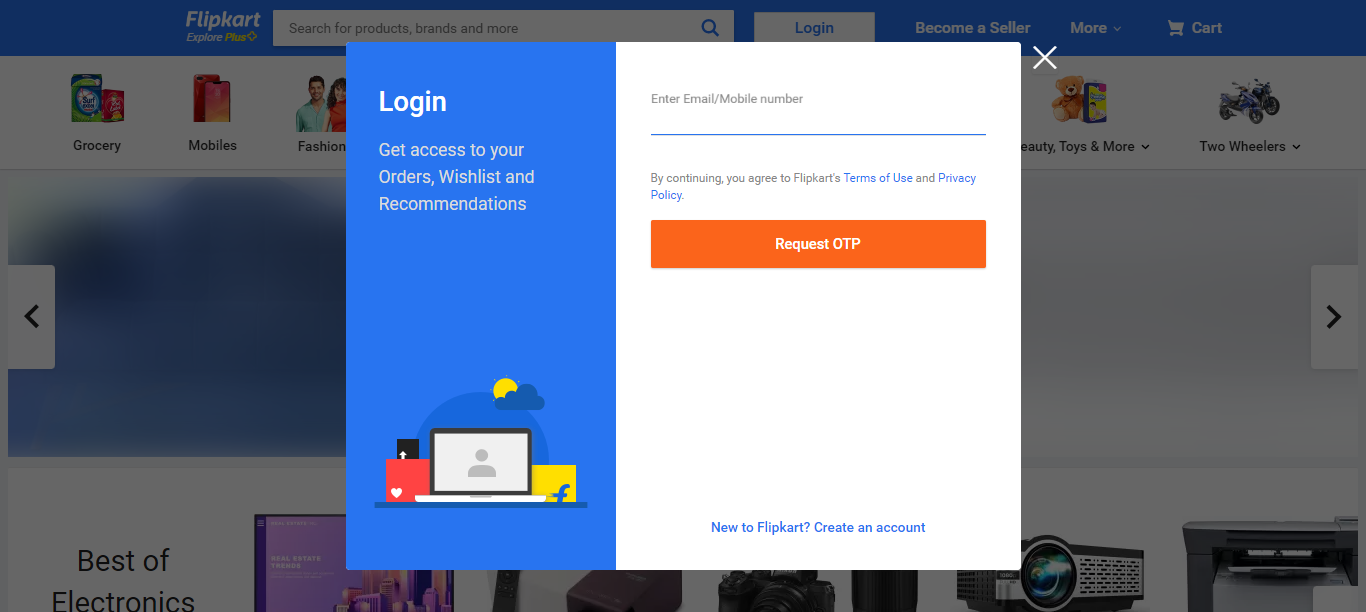 Flipkart
Explore Plus
Search for products, brands and more
Login
Become a Seller
More
Cart
Grocery
Mobiles
Fashion
eauty, Toys & More
Two Wheelers
Login
Get access to your
Orders, Wishlist and
Recommendations
Enter Email/Mobile number
By continuing, you agree to Flipkart's Terms of Use and Privacy
Policy.
Request OTP
New to Flipkart? Create an account
Best of
Electronics
REAL ESTATE
TRENDS
1080